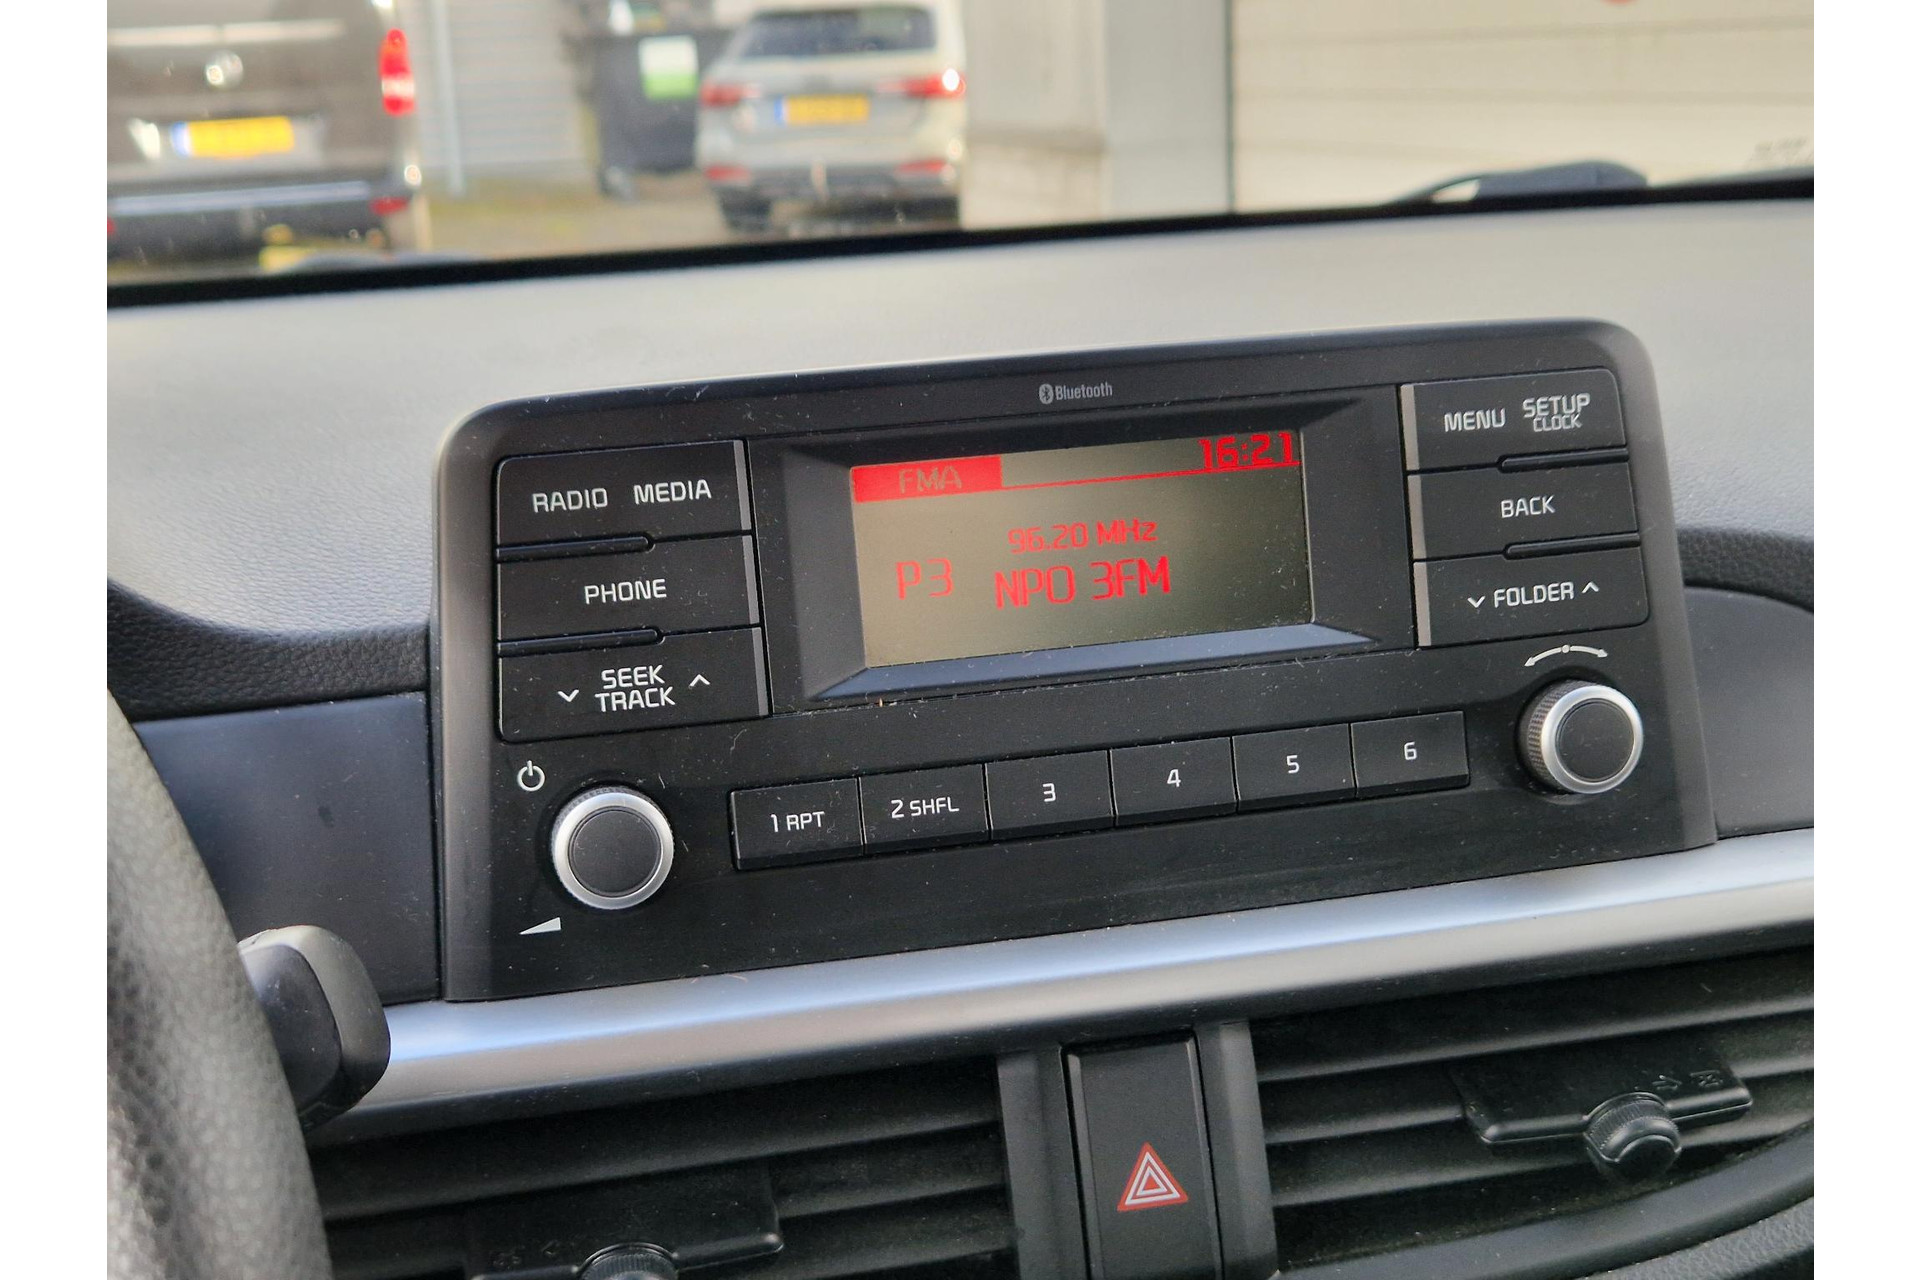 Bluetooth
RADIO MEDIA
PHONE
SEEK
TRACK
FMA 16:21
96.20 MHz
P3 NPO 3FM
MENU SETUP
CLOCK
BACK
FOLDER
1 RPT 2 SHFL 3 4 5 6